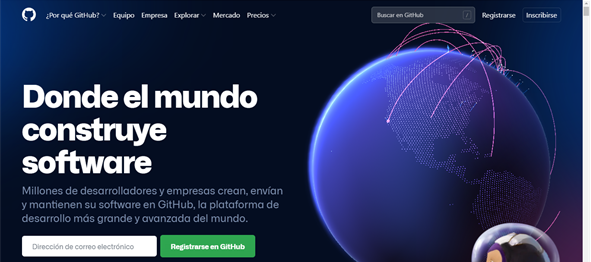 ¿Por qué GitHub? Equipo Empresa Explorar Mercado Precios Buscar en GitHub / Registrarse Inscribirse
Donde el mundo
construye
software
Millones de desarrolladores y empresas crean, envían
y mantienen su software en GitHub, la plataforma de
desarrollo más grande y avanzada del mundo.
Dirección de correo electrónico Registrarse en GitHub